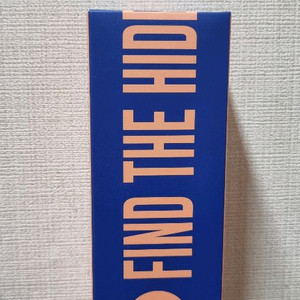 FIND THE HID